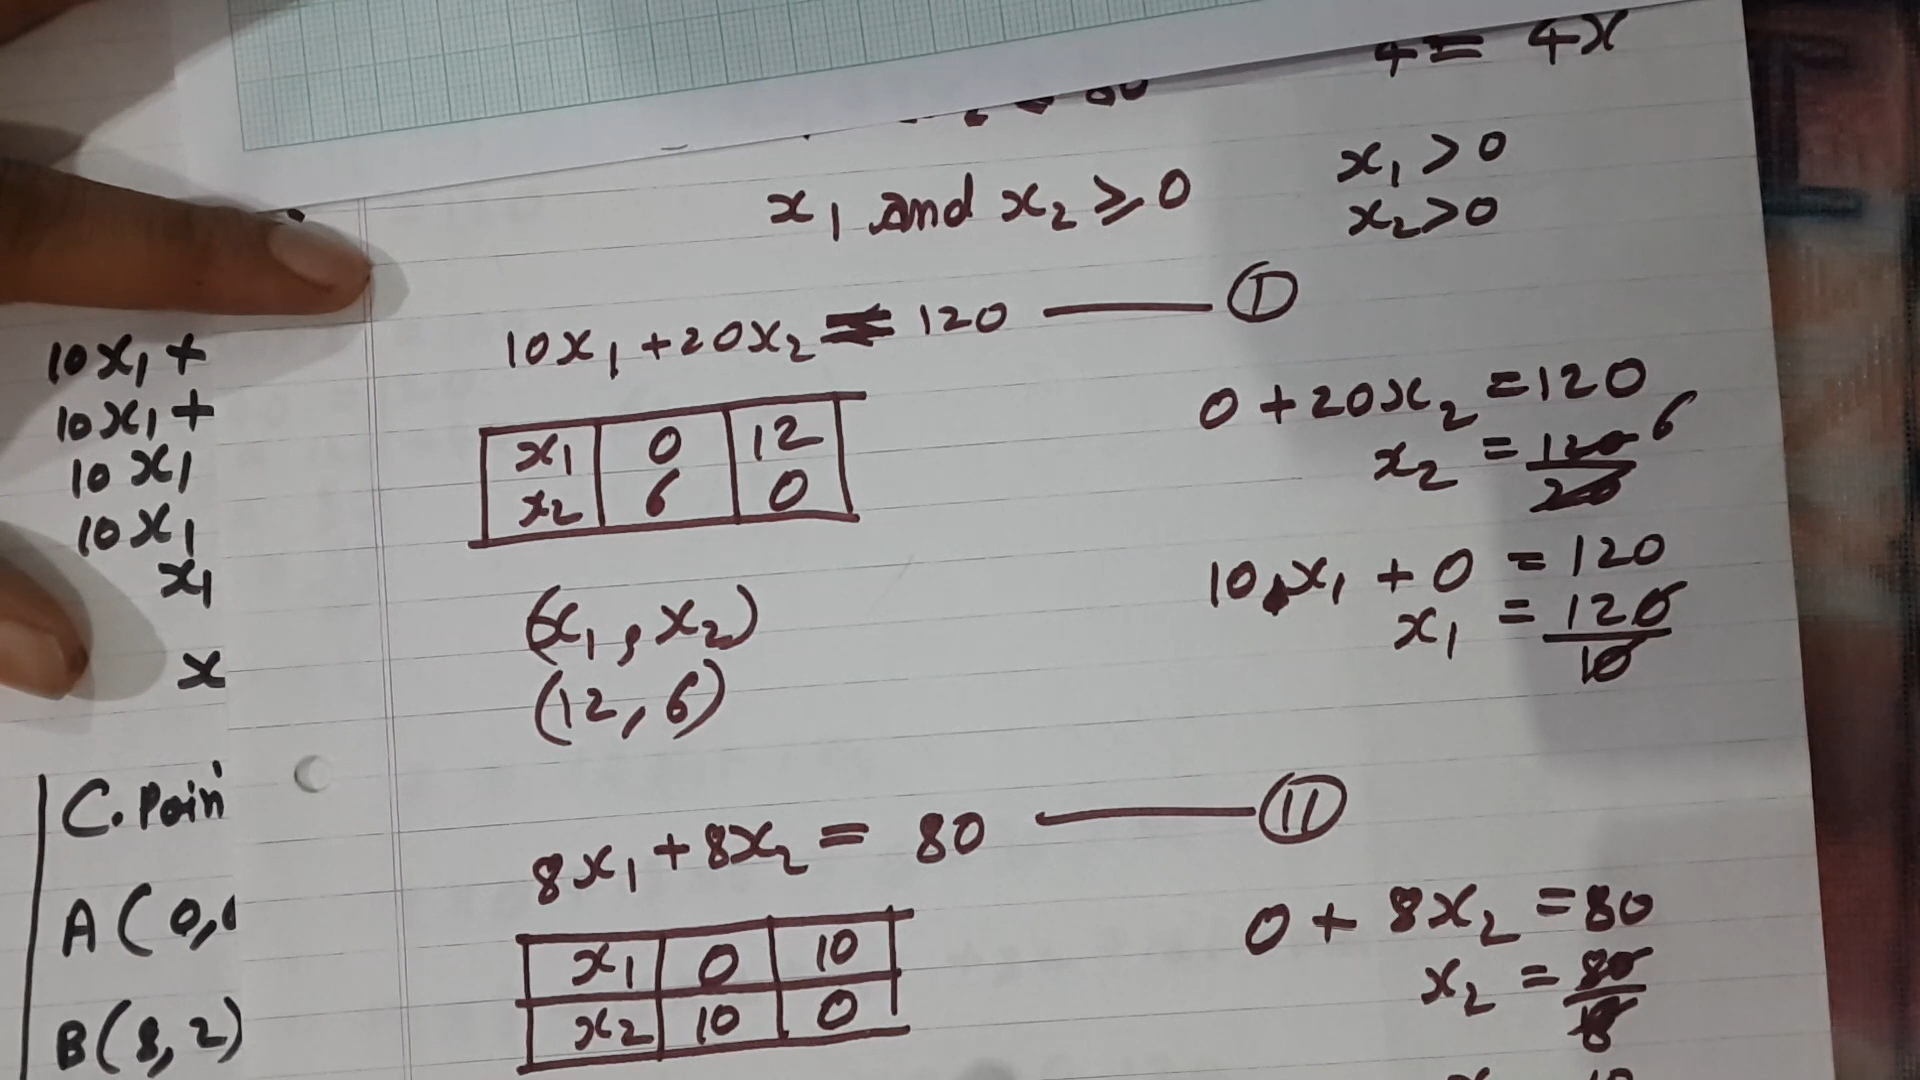 4 = 4x
x₁ and x₂ ⩾ 0
x₁ > 0
x₂ > 0
10x₁ + 20x₂ = 120 — I
x₁ | 0 | 12
x₂ | 6 | 0
0 + 20x₂ = 120
x₂ = 120/20 6
10x₁ + 0 = 120
x₁ = 120/10
(x₁, x₂)
(12, 6)
8x₁ + 8x₂ = 80 — II
x₁ | 0 | 10
x₂ | 10 | 0
0 + 8x₂ = 80
x₂ = 80/8
10x₁ +
10x₁ +
10x₁
10x₁
x₁
x
C. Poin
A(0,
B(8, 2)